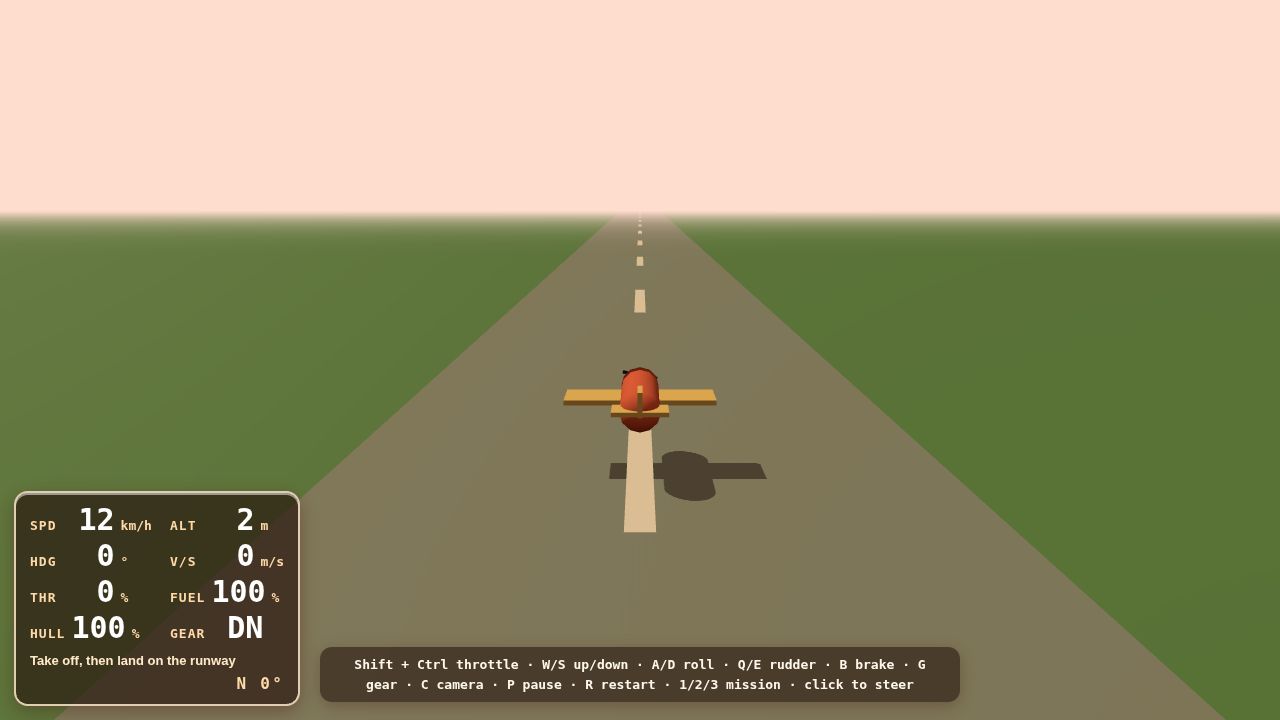 SPD 12 km/h ALT 2 m
HDG 0 ° V/S 0 m/s
THR 0 % FUEL 100 %
HULL 100 % GEAR DN
Take off, then land on the runway
N 0°
Shift + Ctrl throttle · W/S up/down · A/D roll · Q/E rudder · B brake · G
gear · C camera · P pause · R restart · 1/2/3 mission · click to steer